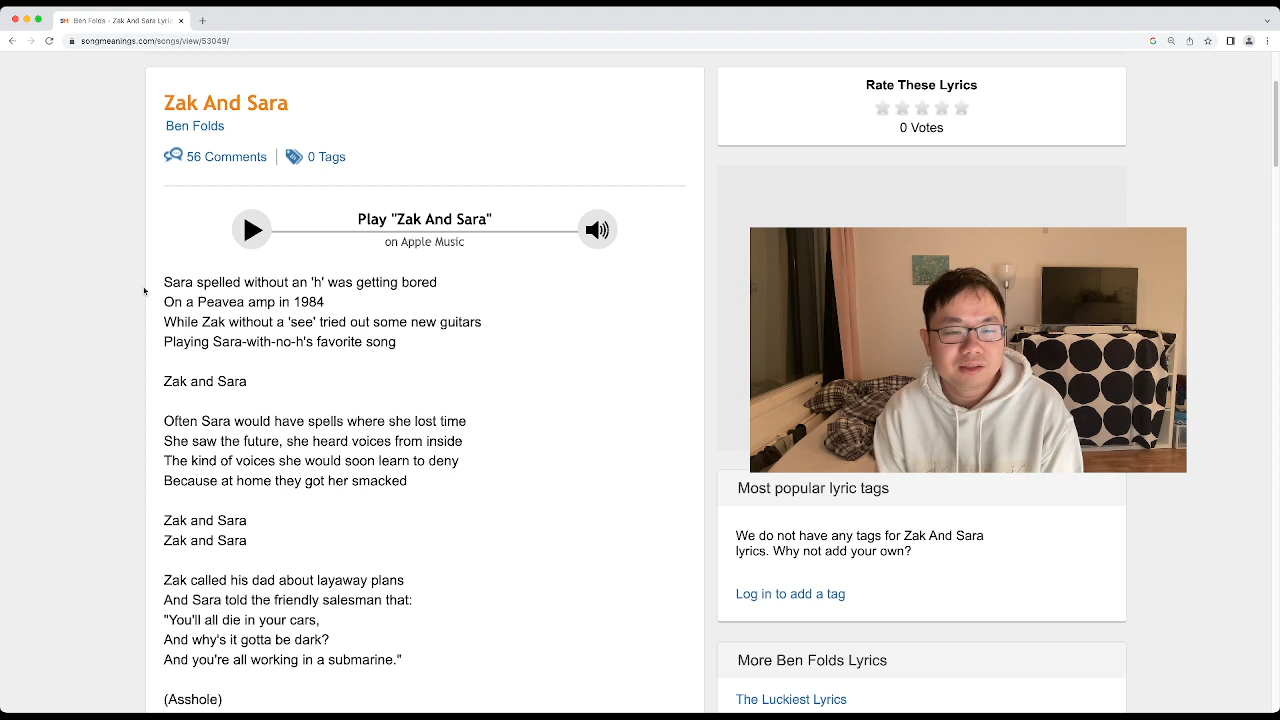 Ben Folds - Zak And Sara Lyric
songmeanings.com/songs/view/53049/
Zak And Sara
Ben Folds
56 Comments
0 Tags
Play "Zak And Sara"
on Apple Music
Sara spelled without an 'h' was getting bored
On a Peavea amp in 1984
While Zak without a 'see' tried out some new guitars
Playing Sara-with-no-h's favorite song
Zak and Sara
Often Sara would have spells where she lost time
She saw the future, she heard voices from inside
The kind of voices she would soon learn to deny
Because at home they got her smacked
Zak and Sara
Zak and Sara
Zak called his dad about layaway plans
And Sara told the friendly salesman that:
"You'll all die in your cars,
And why's it gotta be dark?
And you're all working in a submarine."
(Asshole)
Rate These Lyrics
0 Votes
Most popular lyric tags
We do not have any tags for Zak And Sara
lyrics. Why not add your own?
Log in to add a tag
More Ben Folds Lyrics
The Luckiest Lyrics